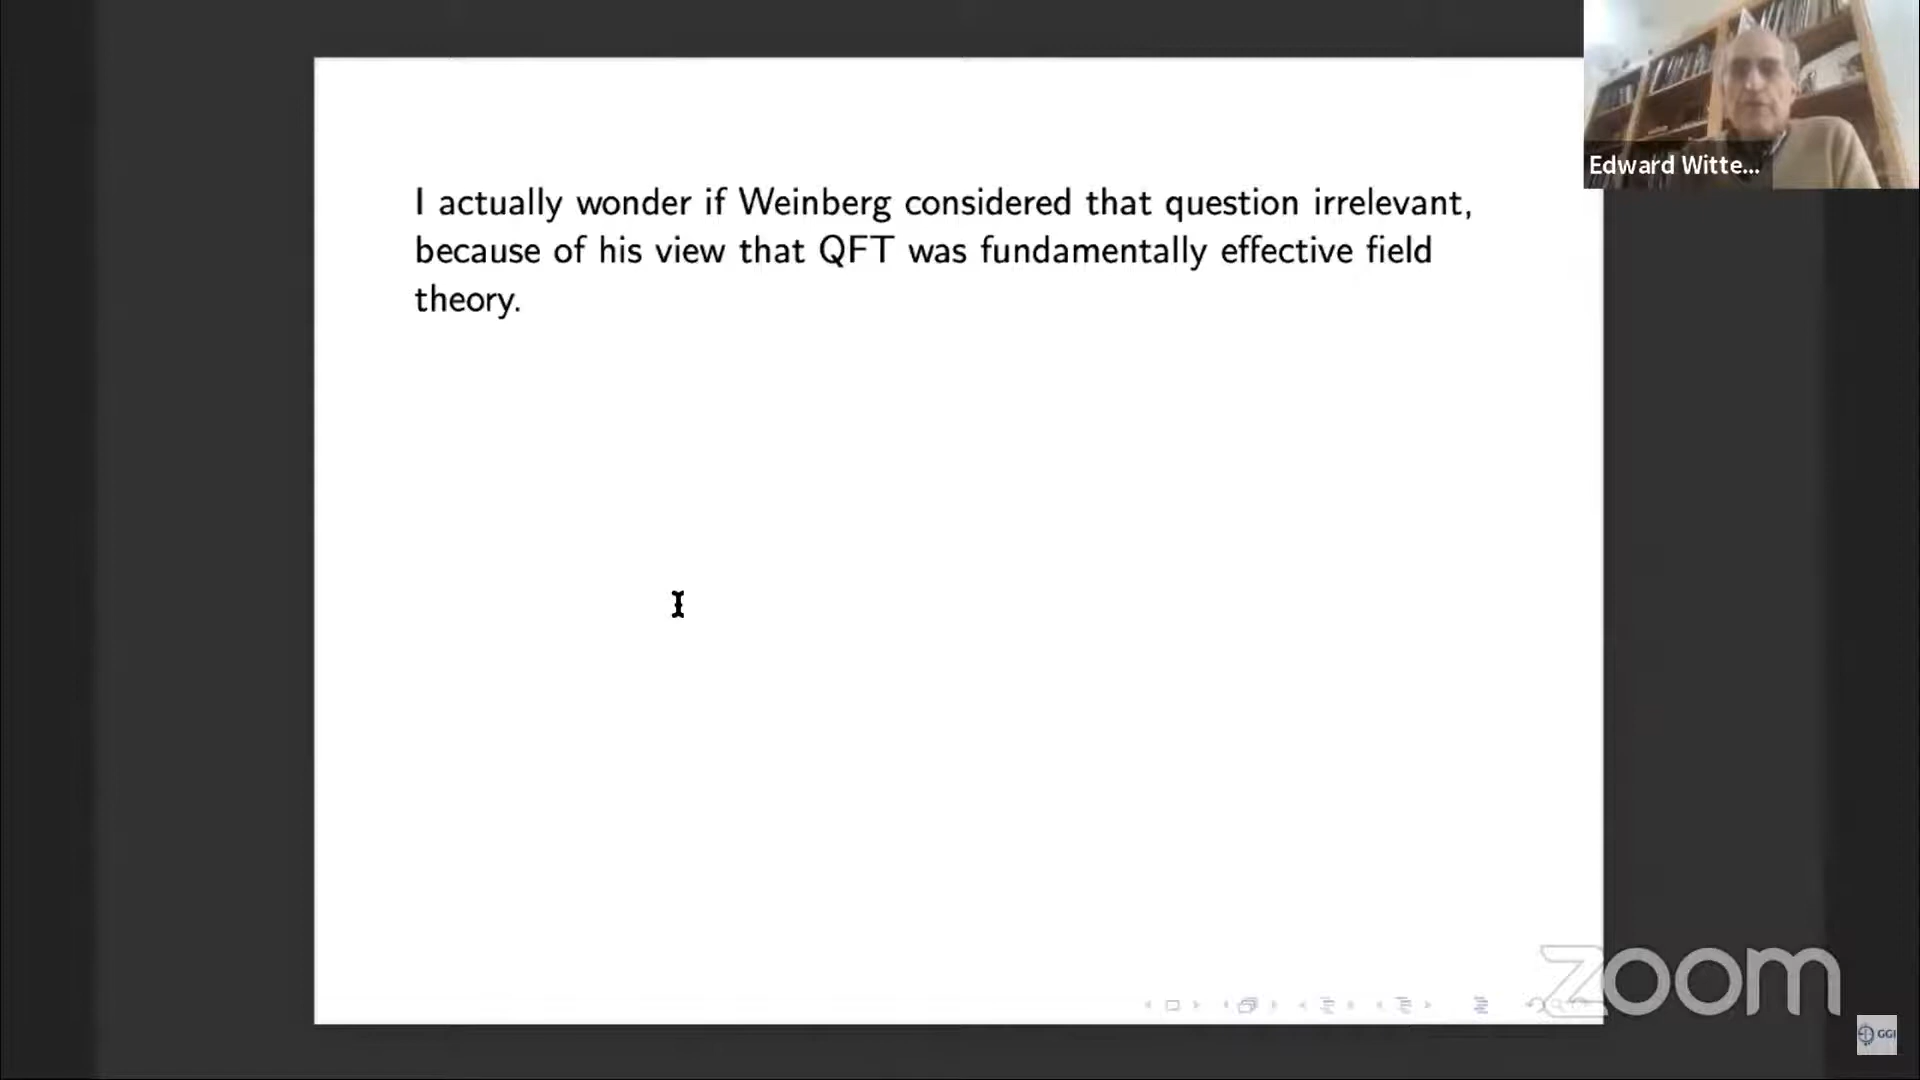 I actually wonder if Weinberg considered that question irrelevant,
because of his view that QFT was fundamentally effective field
theory.
Edward Witte...
zoom
GGI